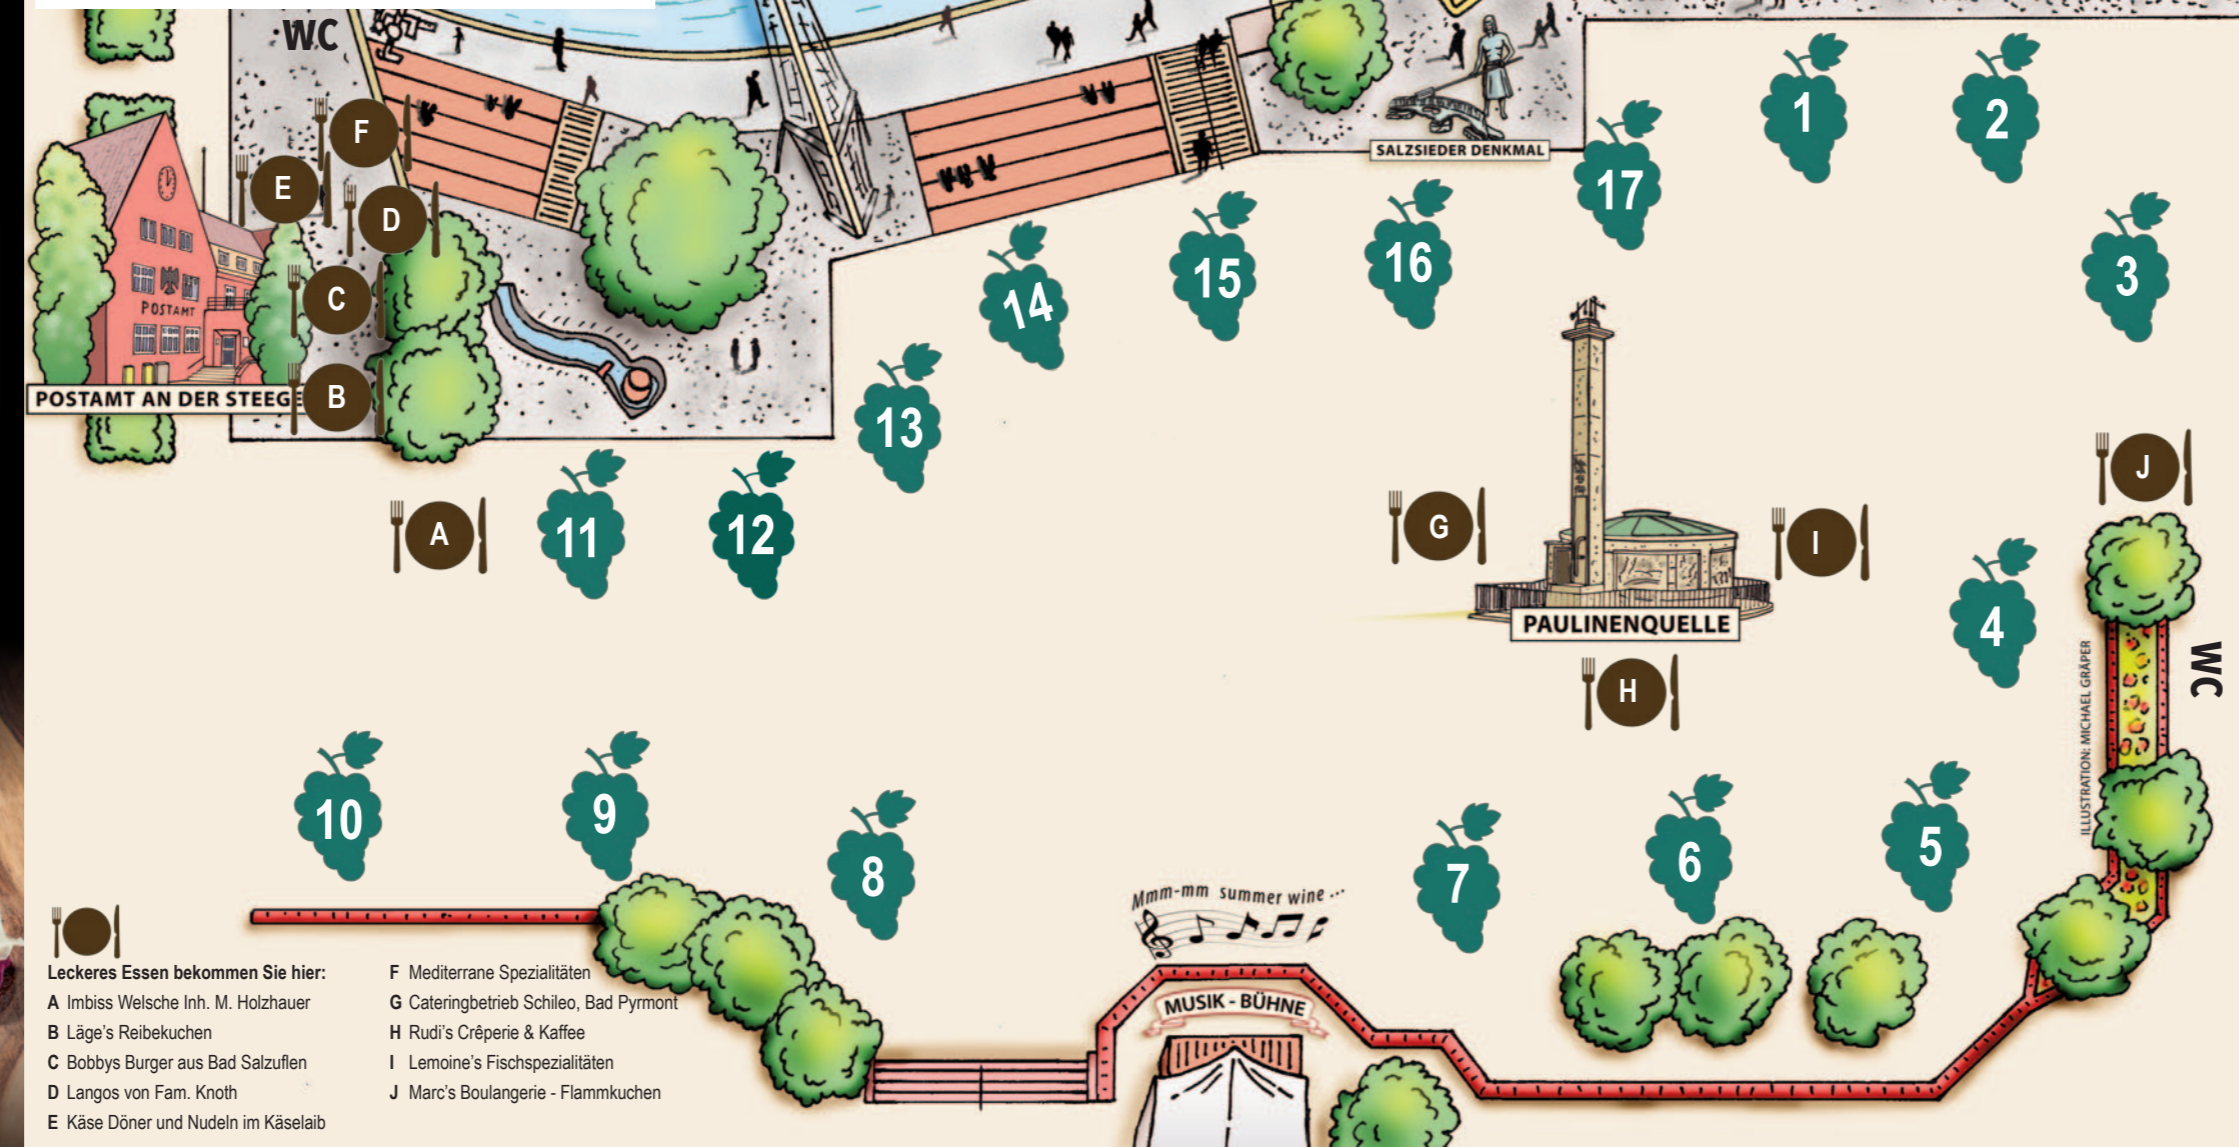 WC
F
E
D
C
B
POSTAMT
POSTAMT AN DER STEEGE
SALZSIEDER DENKMAL
1
2
3
17
16
15
14
13
12
11
A
G
I
J
PAULINENQUELLE
H
4
WC
ILLUSTRATION: MICHAEL GRÄPER
10
9
8
7
6
5
Mmm-mm summer wine ...
MUSIK - BÜHNE
Leckeres Essen bekommen Sie hier:
A Imbiss Welsche Inh. M. Holzhauer
B Läge's Reibekuchen
C Bobbys Burger aus Bad Salzuflen
D Langos von Fam. Knoth
E Käse Döner und Nudeln im Käselaib
F Mediterrane Spezialitäten
G Cateringbetrieb Schileo, Bad Pyrmont
H Rudi's Crêperie & Kaffee
I Lemoine's Fischspezialitäten
J Marc's Boulangerie - Flammkuchen